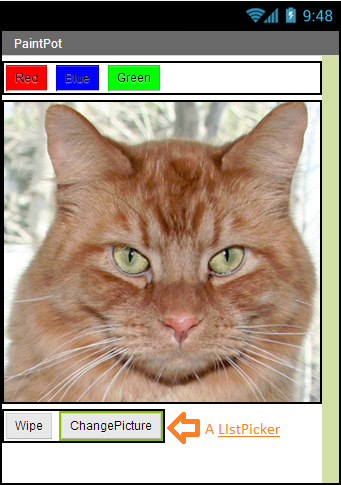 9:48
PaintPot
Red Blue Green
Wipe ChangePicture A LIstPicker